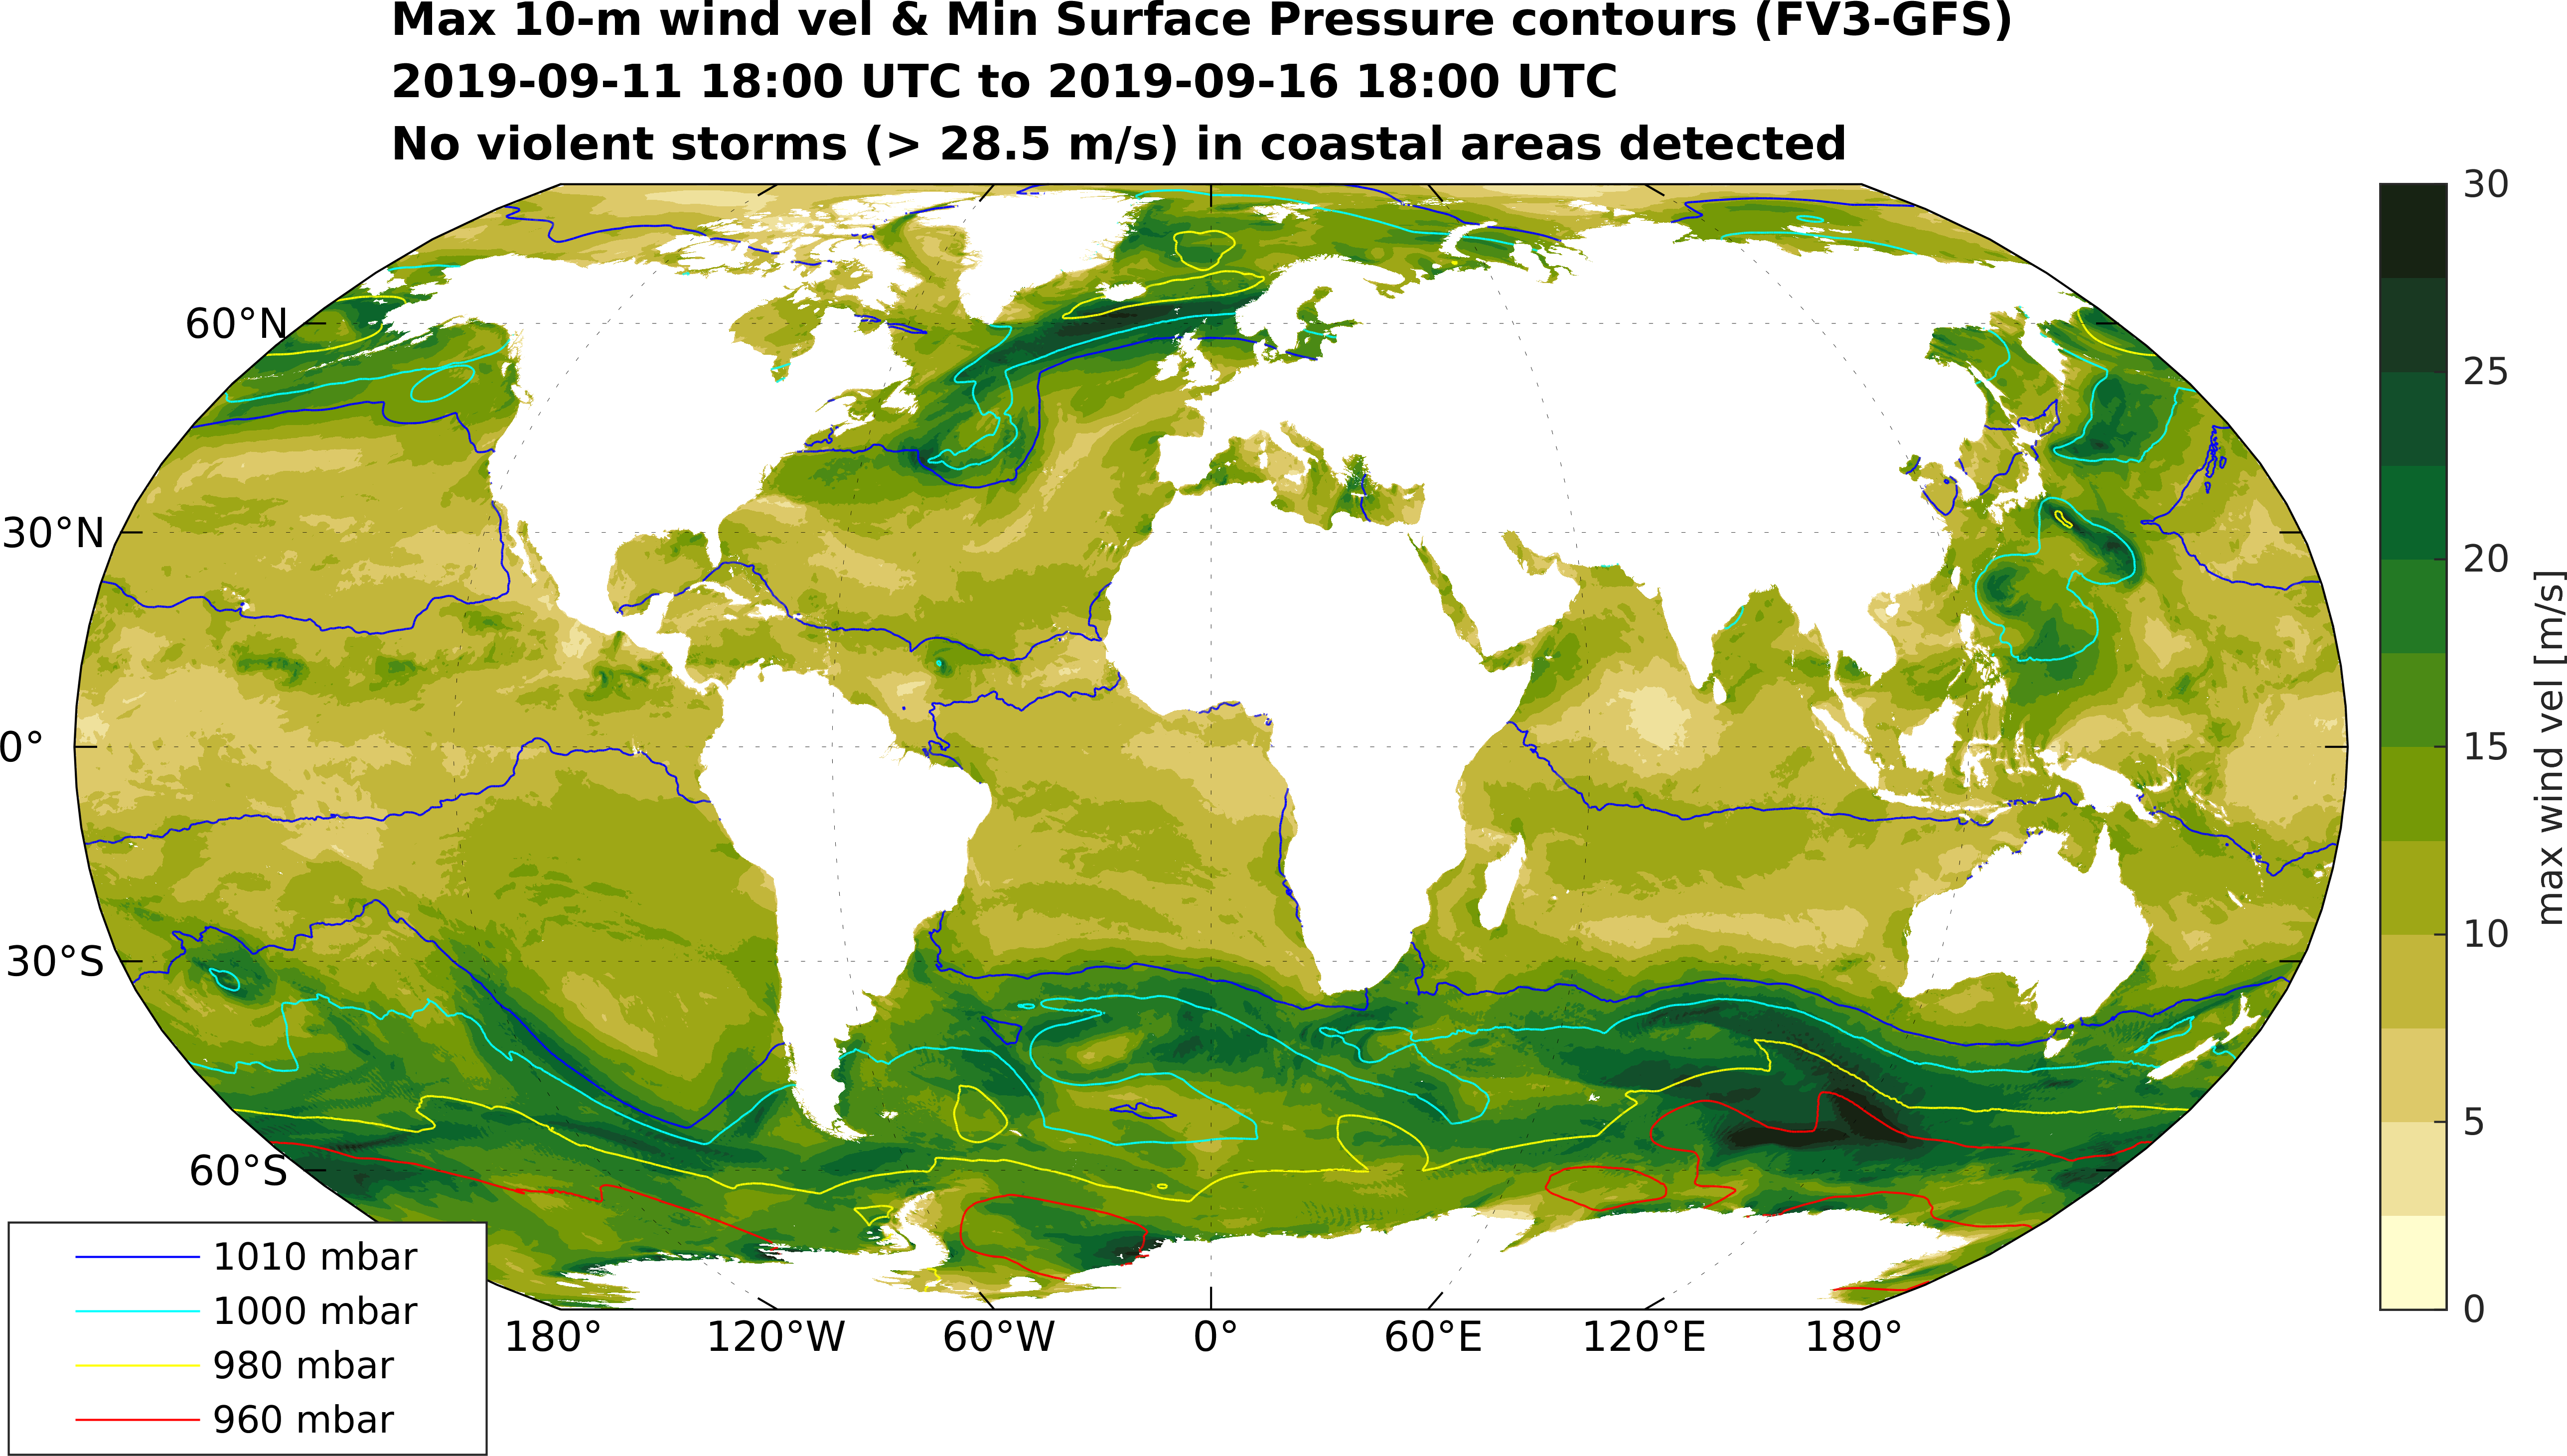 Max 10-m wind vel & Min Surface Pressure contours (FV3-GFS)
2019-09-11 18:00 UTC to 2019-09-16 18:00 UTC
No violent storms (> 28.5 m/s) in coastal areas detected
60°N
30°N
0°
30°S
60°S
180°
120°W
60°W
0°
60°E
120°E
180°
1010 mbar
1000 mbar
980 mbar
960 mbar
30
25
20
15
10
5
0
max wind vel [m/s]